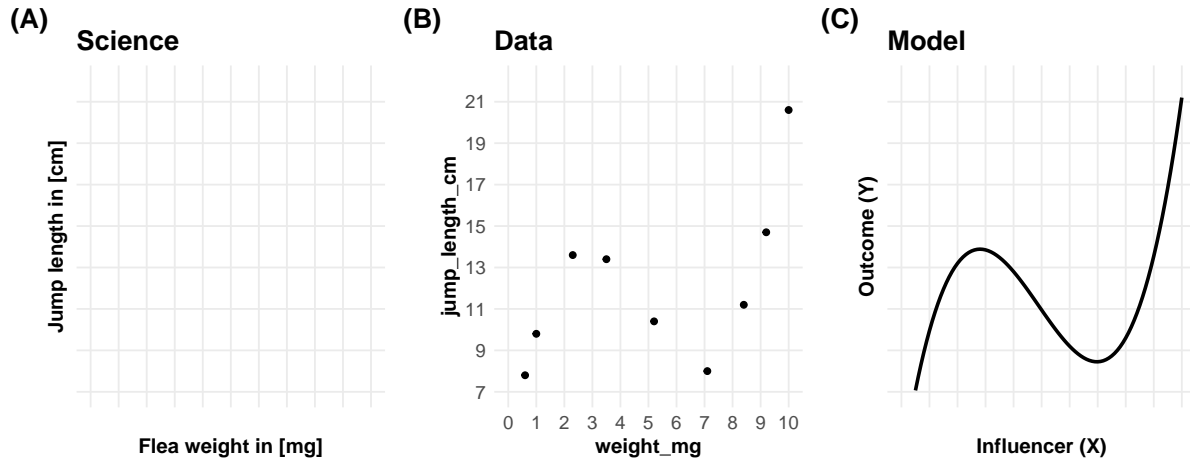 (A)
Science
Jump length in [cm]
Flea weight in [mg]
(B)
Data
jump_length_cm
21
19
17
15
13
11
9
7
0 1 2 3 4 5 6 7 8 9 10
weight_mg
(C)
Model
Outcome (Y)
Influencer (X)